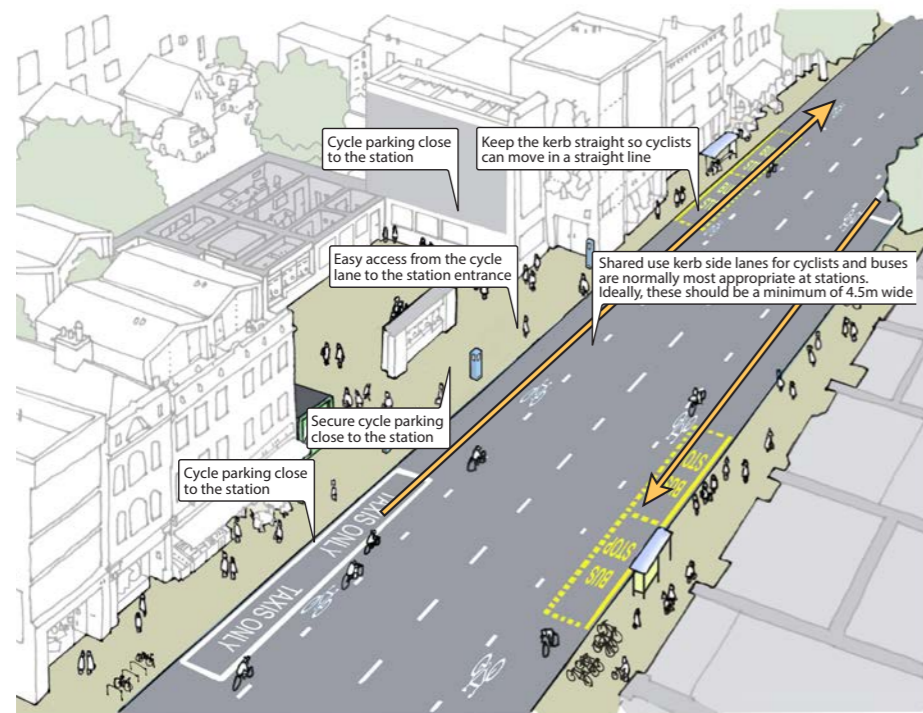 Cycle parking close
to the station
Keep the kerb straight so cyclists
can move in a straight line
Easy access from the cycle
lane to the station entrance
Shared use kerb side lanes for cyclists and buses
are normally most appropriate at stations.
Ideally, these should be a minimum of 4.5m wide
Secure cycle parking
close to the station
Cycle parking close
to the station
TAXIS ONLY
TAXIS ONLY
BUS
STO
BUS
STOP